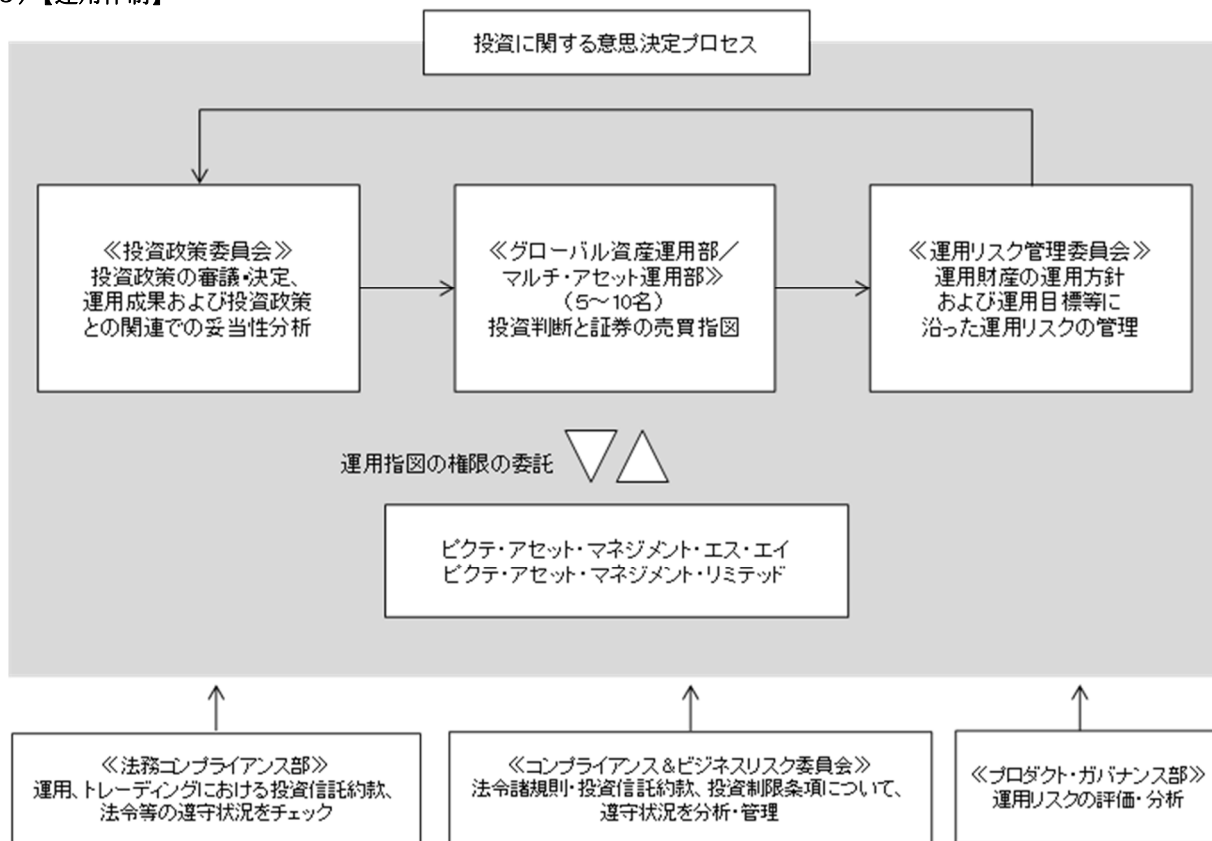 【運用体制】
投資に関する意思決定プロセス
≪投資政策委員会≫
投資政策の審議・決定、
運用成果および投資政策
との関連での妥当性分析
≪グローバル資産運用部／
マルチ・アセット運用部≫
（5～10名）
投資判断と証券の売買指図
≪運用リスク管理委員会≫
運用財産の運用方針
および運用目標等に
沿った運用リスクの管理
運用指図の権限の委託
ピクテ・アセット・マネジメント・エス・エイ
ピクテ・アセット・マネジメント・リミテッド
≪法務コンプライアンス部≫
運用、トレーディングにおける投資信託約款、
法令等の遵守状況をチェック
≪コンプライアンス＆ビジネスリスク委員会≫
法令諸規則・投資信託約款、投資制限条項について、
遵守状況を分析・管理
≪プロダクト・ガバナンス部≫
運用リスクの評価・分析